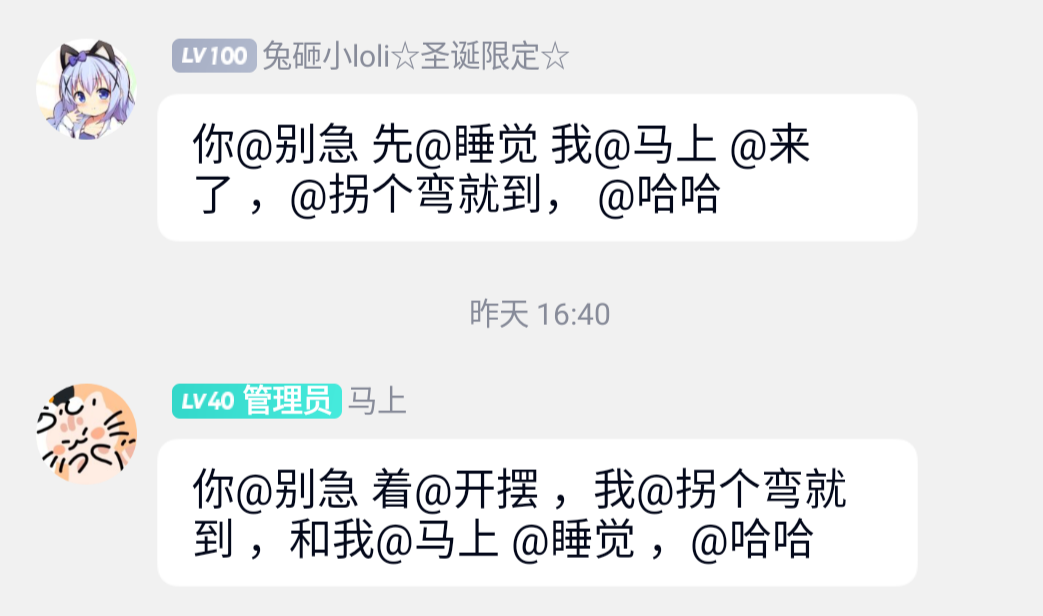 LV100 兔砸小loli☆圣诞限定☆
你@别急 先@睡觉 我@马上 @来
了 ，@拐个弯就到， @哈哈
昨天 16:40
LV40 管理员 马上
你@别急 着@开摆 ，我@拐个弯就
到 ，和我@马上 @睡觉 ，@哈哈